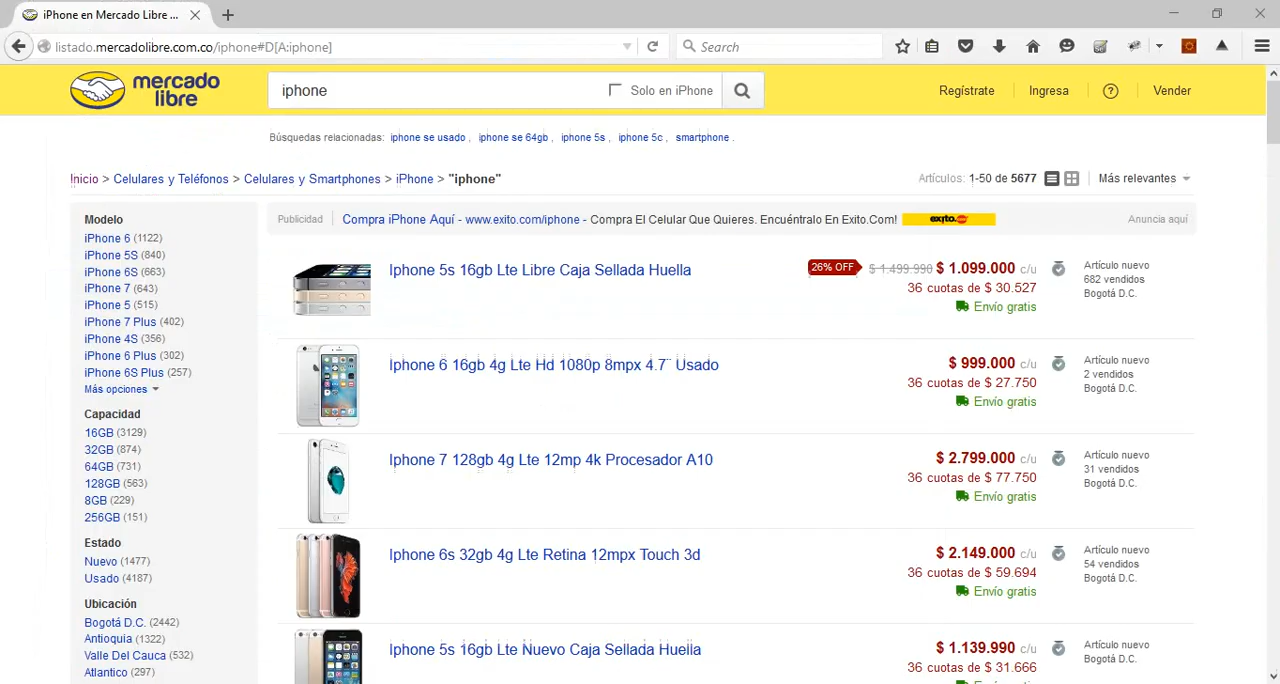 iPhone en Mercado Libre ...
listado.mercadolibre.com.co/iphone#D[A:iphone]
Search
mercado
libre
iphone
Solo en iPhone
Regístrate
Ingresa
?
Vender
Búsquedas relacionadas: iphone se usado , iphone se 64gb , iphone 5s , iphone 5c , smartphone .
Inicio > Celulares y Teléfonos > Celulares y Smartphones > iPhone > "iphone"
Artículos: 1-50 de 5677
Más relevantes
Modelo
iPhone 6 (1122)
iPhone 5S (840)
iPhone 6S (663)
iPhone 7 (643)
iPhone 5 (515)
iPhone 7 Plus (402)
iPhone 4S (356)
iPhone 6 Plus (302)
iPhone 6S Plus (257)
Más opciones
Capacidad
16GB (3129)
32GB (874)
64GB (731)
128GB (563)
8GB (229)
256GB (151)
Estado
Nuevo (1477)
Usado (4187)
Ubicación
Bogotá D.C. (2442)
Antioquia (1322)
Valle Del Cauca (532)
Atlantico (297)
Publicidad
Compra iPhone Aquí - www.exito.com/iphone - Compra El Celular Que Quieres. Encuéntralo En Exito.Com!
exito.com
Anuncia aquí
Iphone 5s 16gb Lte Libre Caja Sellada Huella
26% OFF $ 1.499.990 $ 1.099.000 c/u
36 cuotas de $ 30.527
Envío gratis
Artículo nuevo
682 vendidos
Bogotá D.C.
Iphone 6 16gb 4g Lte Hd 1080p 8mpx 4.7¨ Usado
$ 999.000 c/u
36 cuotas de $ 27.750
Envío gratis
Artículo nuevo
2 vendidos
Bogotá D.C.
Iphone 7 128gb 4g Lte 12mp 4k Procesador A10
$ 2.799.000 c/u
36 cuotas de $ 77.750
Envío gratis
Artículo nuevo
31 vendidos
Bogotá D.C.
Iphone 6s 32gb 4g Lte Retina 12mpx Touch 3d
$ 2.149.000 c/u
36 cuotas de $ 59.694
Envío gratis
Artículo nuevo
54 vendidos
Bogotá D.C.
Iphone 5s 16gb Lte Nuevo Caja Sellada Huella
$ 1.139.990 c/u
36 cuotas de $ 31.666
Artículo nuevo
Bogotá D.C.